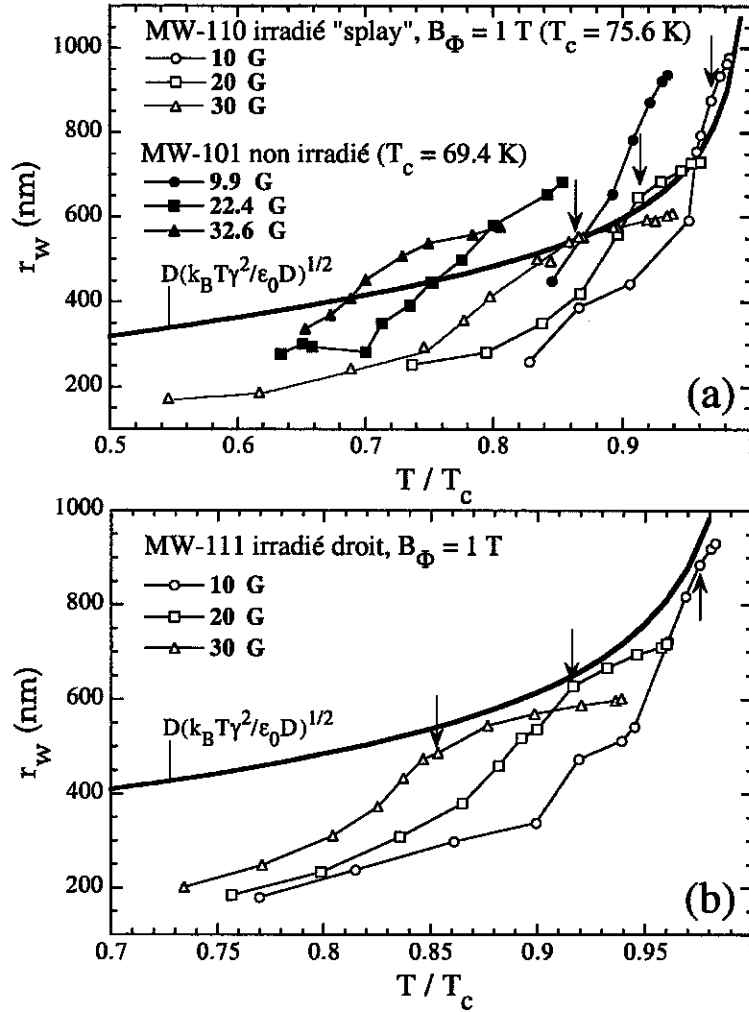 (a)
MW-110 irradié "splay", B_Φ = 1 T (T_c = 75.6 K)
10 G
20 G
30 G
MW-101 non irradié (T_c = 69.4 K)
9.9 G
22.4 G
32.6 G
D(k_BTγ²/ε₀D)^1/2
r_w (nm)
1000
800
600
400
200
0.5
0.6
0.7
0.8
0.9
T / T_c
(b)
MW-111 irradié droit, B_Φ = 1 T
10 G
20 G
30 G
D(k_BTγ²/ε₀D)^1/2
r_w (nm)
1000
800
600
400
200
0.7
0.75
0.8
0.85
0.9
0.95
T / T_c